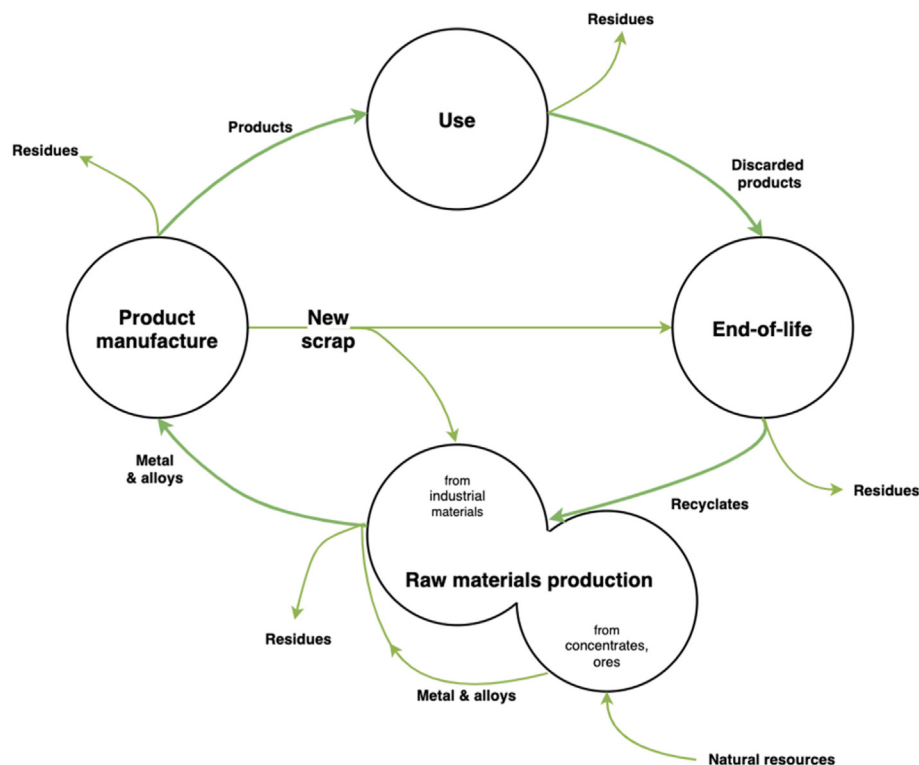 Residues
Use
Products
Residues
Discarded
products
Product
manufacture
New
scrap
End-of-life
Metal
& alloys
from
industrial
materials
Recyclates
Residues
Raw materials production
Residues
from
concentrates,
ores
Metal & alloys
Natural resources